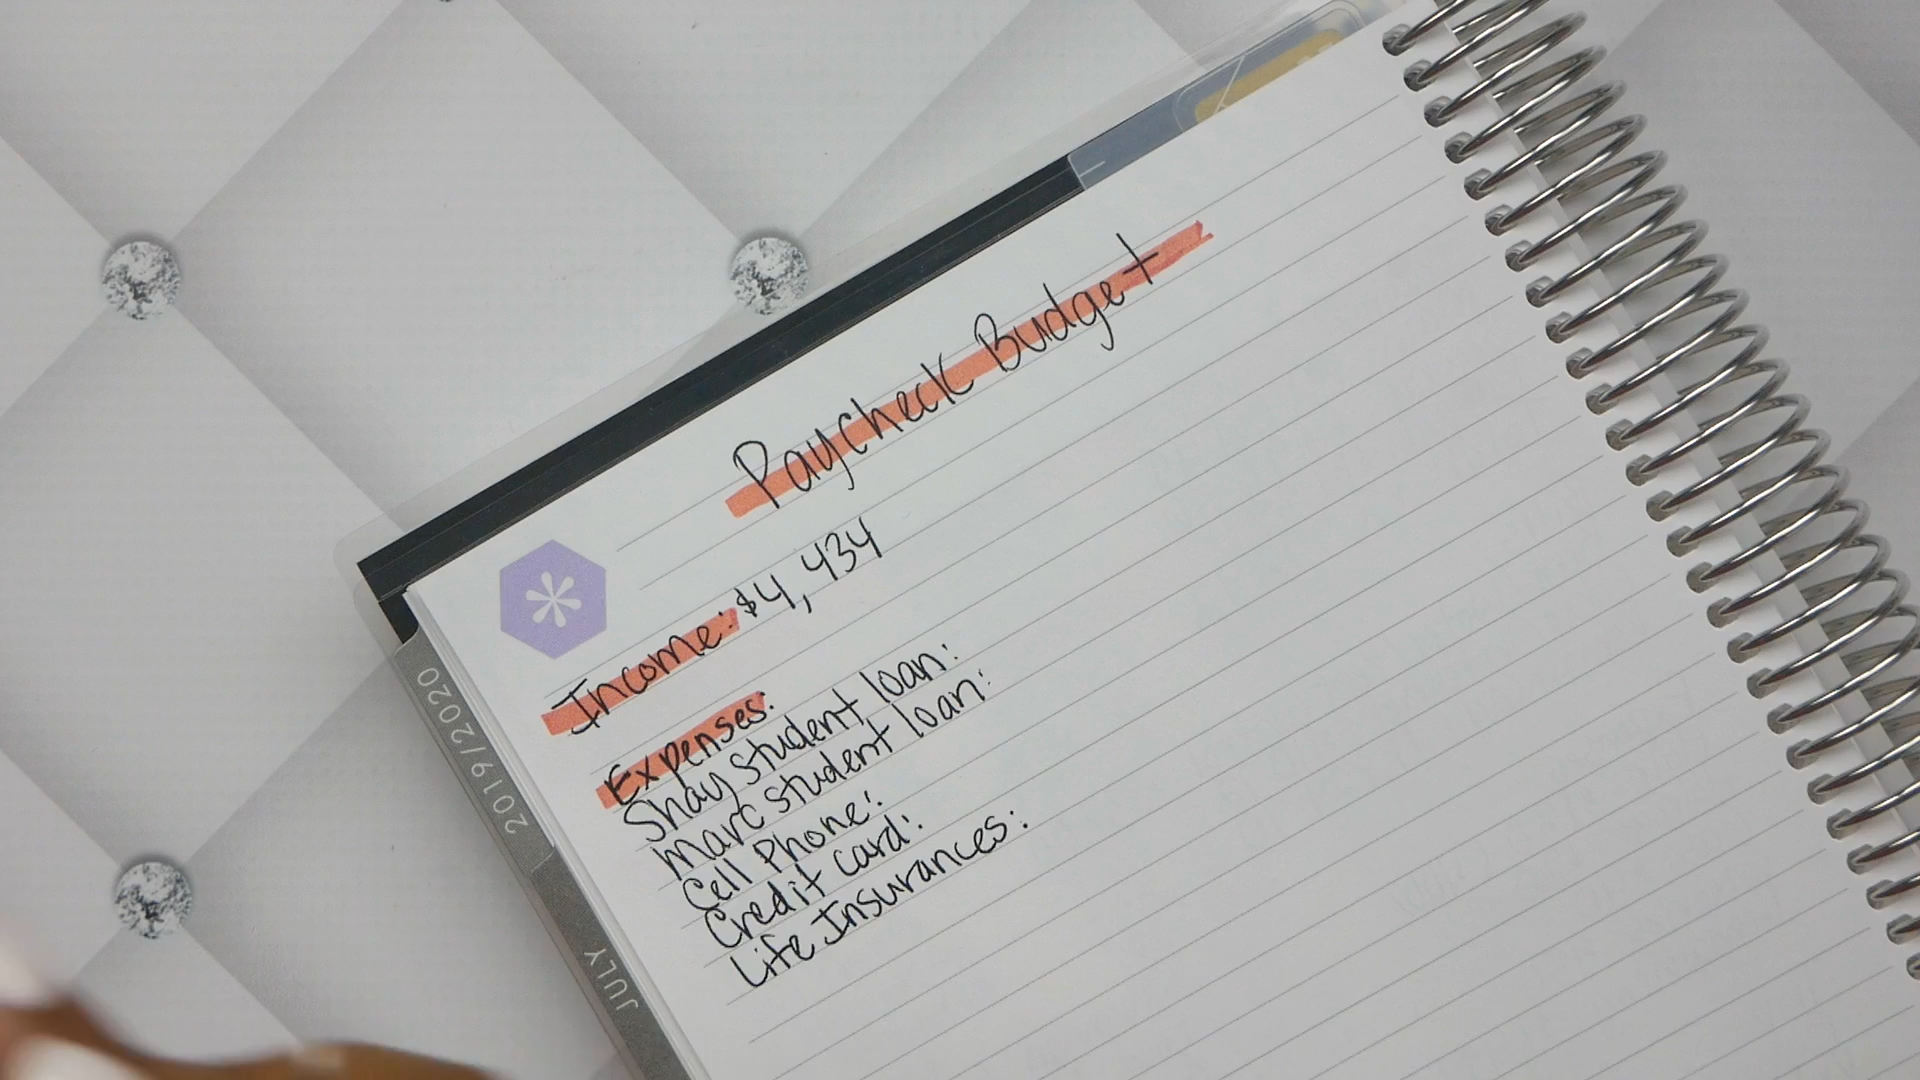 Paycheck Budget
Income: $4,434
Expenses:
Shay Student loan:
Marc Student loan:
Cell Phone:
Credit card:
Life Insurances:
2019/2020
JULY